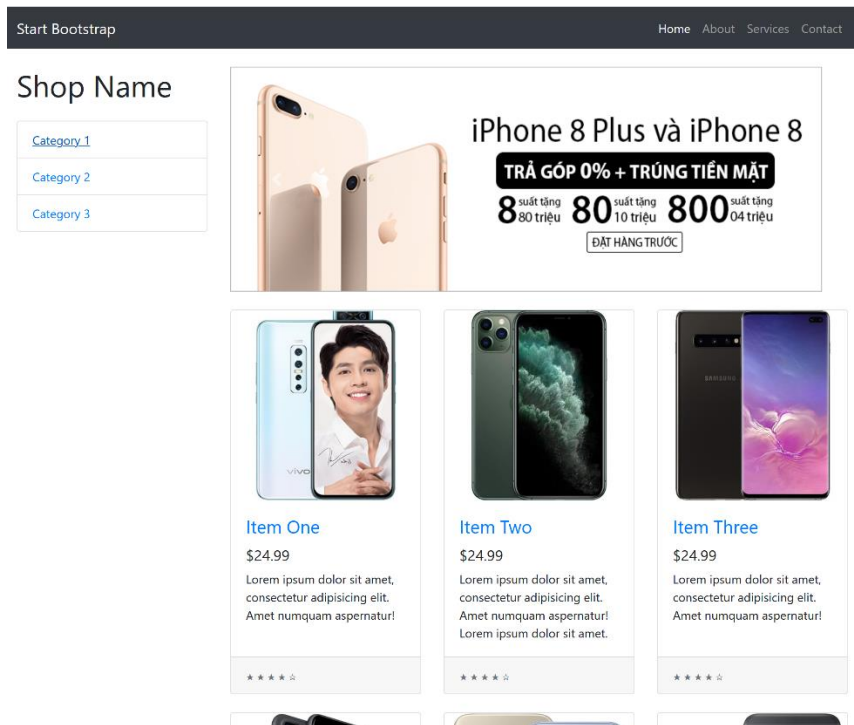 Start Bootstrap
Home About Services Contact
Shop Name
Category 1
Category 2
Category 3
iPhone 8 Plus và iPhone 8
TRẢ GÓP 0% + TRÚNG TIỀN MẶT
8 suất tặng 80 triệu 80 suất tặng 10 triệu 800 suất tặng 04 triệu
ĐẶT HÀNG TRƯỚC
vivo
SAMSUNG
Item One
$24.99
Lorem ipsum dolor sit amet,
consectetur adipisicing elit.
Amet numquam aspernatur!
★ ★ ★ ★ ☆
Item Two
$24.99
Lorem ipsum dolor sit amet,
consectetur adipisicing elit.
Amet numquam aspernatur!
Lorem ipsum dolor sit amet.
★ ★ ★ ★ ☆
Item Three
$24.99
Lorem ipsum dolor sit amet,
consectetur adipisicing elit.
Amet numquam aspernatur!
★ ★ ★ ★ ☆